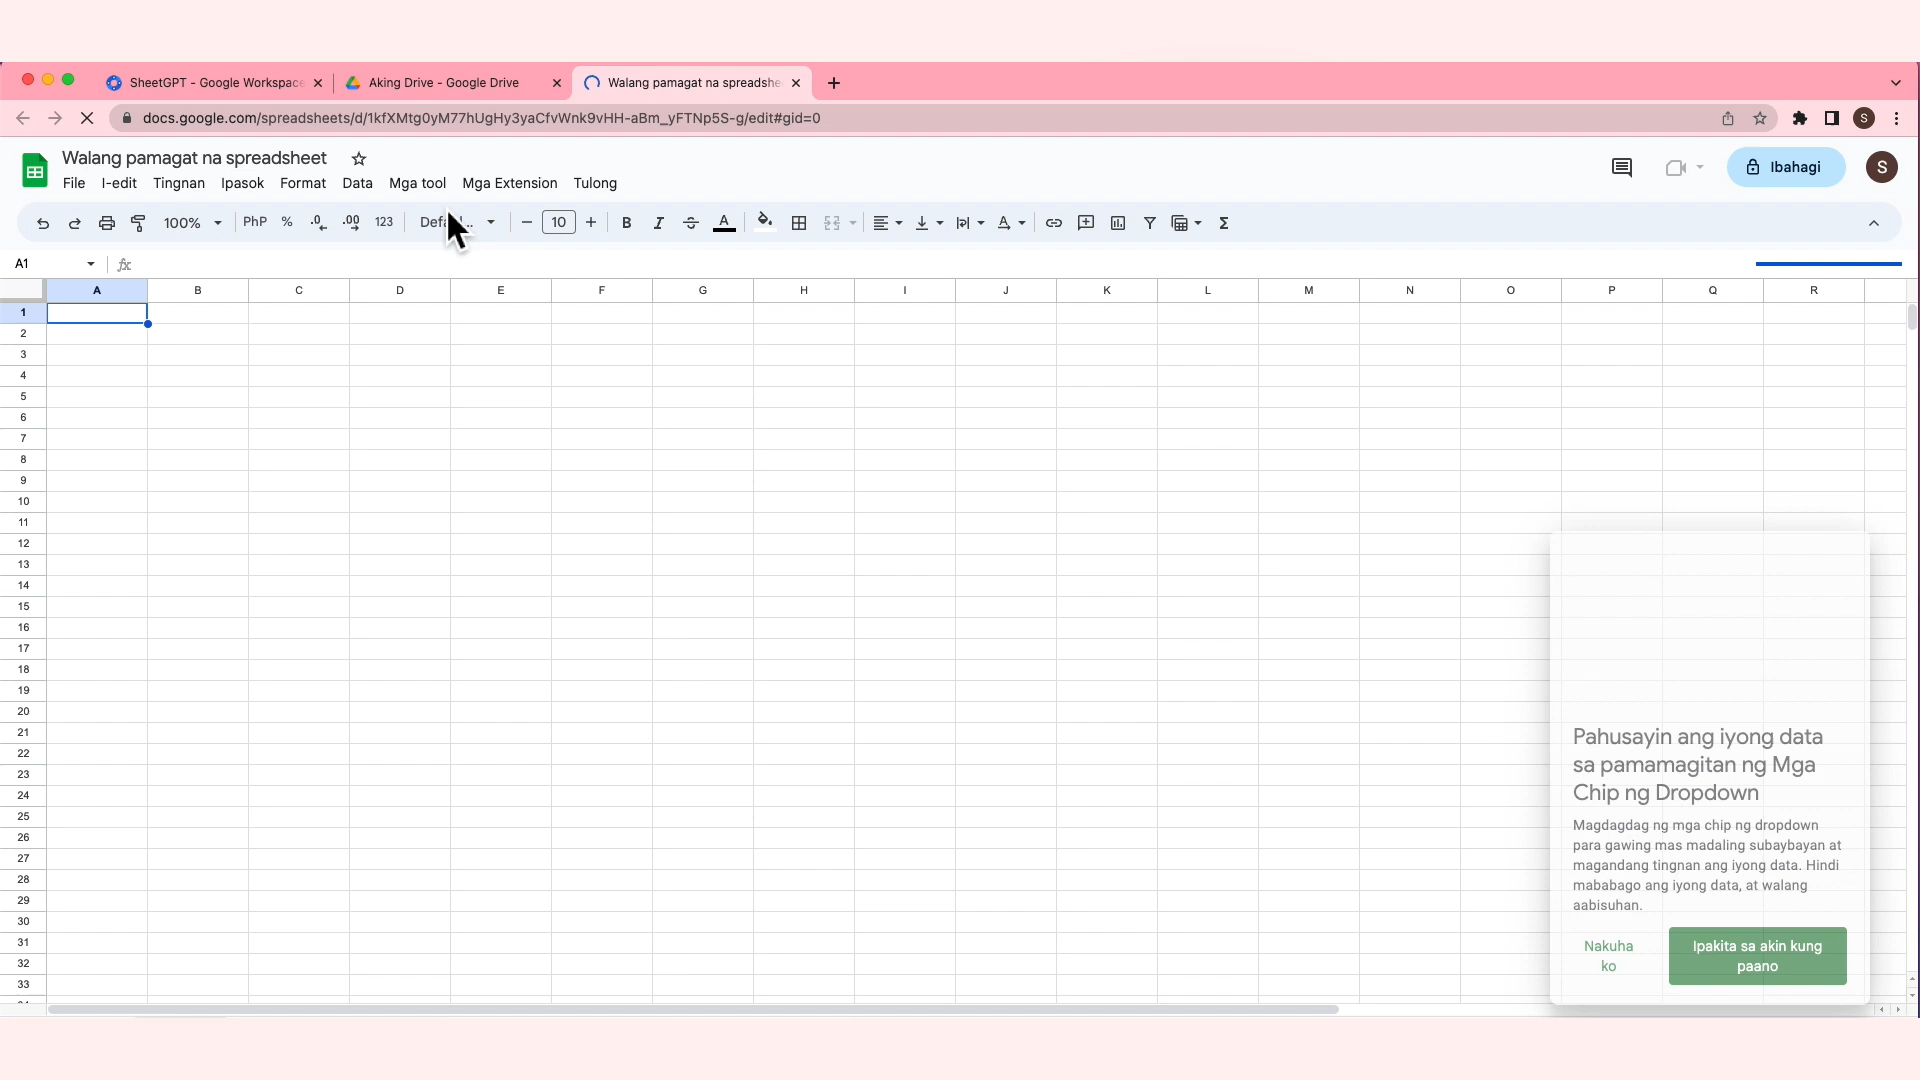 SheetGPT - Google Workspace
Aking Drive - Google Drive
Walang pamagat na spreadshe
docs.google.com/spreadsheets/d/1kfXMtg0yM77hUgHy3yaCfvWnk9vHH-aBm_yFTNp5S-g/edit#gid=0
S
Walang pamagat na spreadsheet
File I-edit Tingnan Ipasok Format Data Mga tool Mga Extension Tulong
Ibahagi
S
100% PhP % .0 .00 123 10 B I A Σ
A1 fx
A B C D E F G H I J K L M N O P Q R
1
2
3
4
5
6
7
8
9
10
11
12
13
14
15
16
17
18
19
20
21
22
23
24
25
26
27
28
29
30
31
32
33
Pahusayin ang iyong data
sa pamamagitan ng Mga
Chip ng Dropdown
Magdagdag ng mga chip ng dropdown
para gawing mas madaling subaybayan at
magandang tingnan ang iyong data. Hindi
mababago ang iyong data, at walang
aabisuhan.
Nakuha
ko
Ipakita sa akin kung
paano